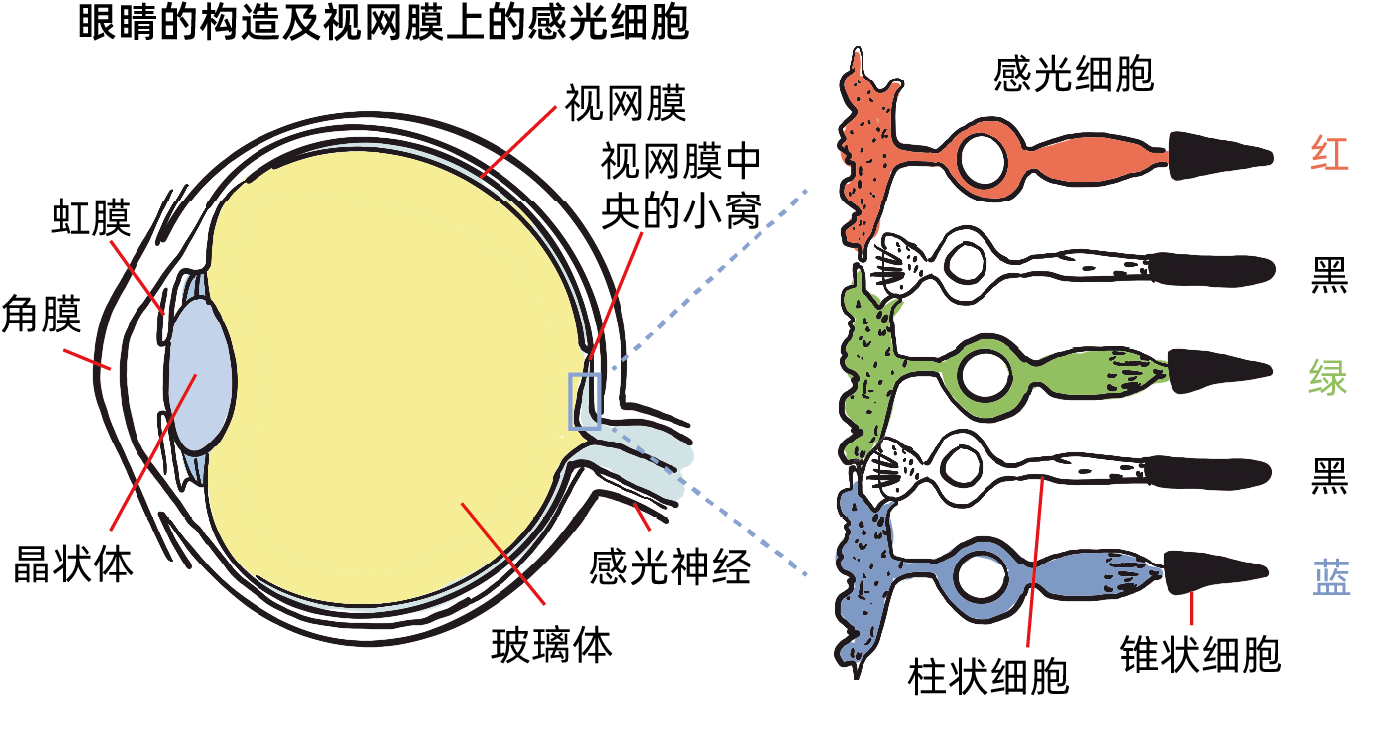 眼睛的构造及视网膜上的感光细胞
视网膜
视网膜中
央的小窝
虹膜
角膜
晶状体
玻璃体
感光神经
感光细胞
红
黑
绿
黑
蓝
柱状细胞
锥状细胞